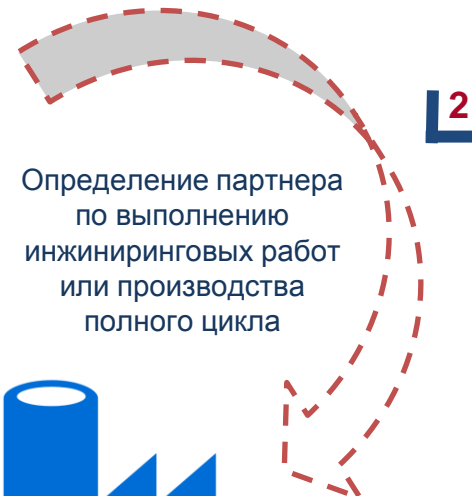 2
Определение партнера
по выполнению
инжиниринговых работ
или производства
полного цикла